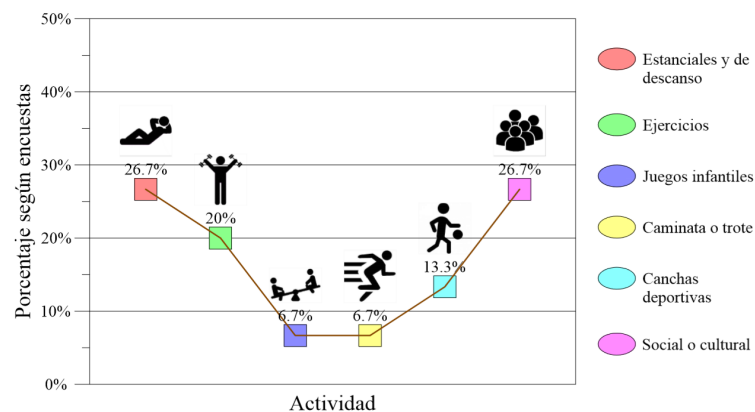 50%
40%
30%
20%
10%
0%
Porcentaje según encuestas
26.7%
20%
6.7%
6.7%
13.3%
26.7%
Actividad
Estanciales y de
descanso
Ejercicios
Juegos infantiles
Caminata o trote
Canchas
deportivas
Social o cultural